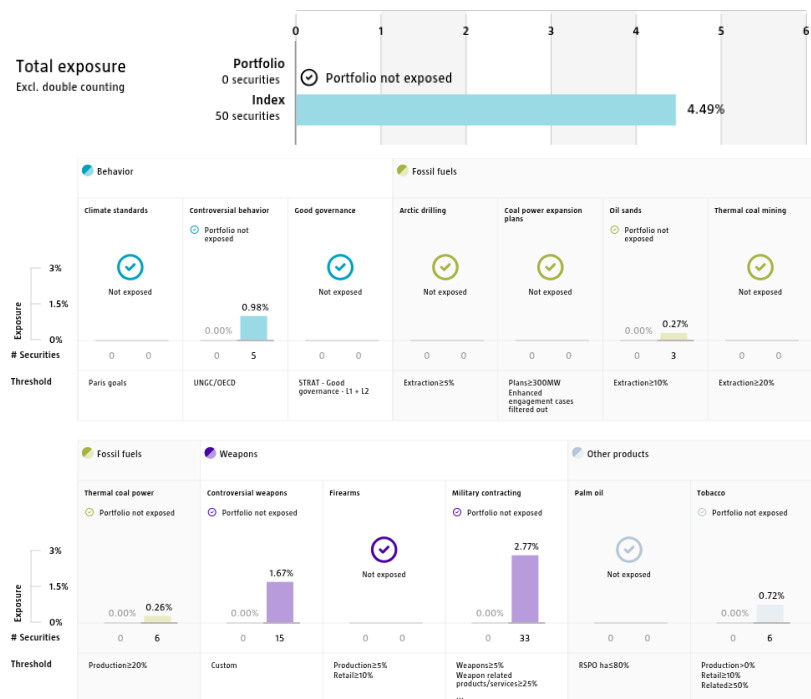 0 1 2 3 4 5 6
Total exposure
Excl. double counting
Portfolio
0 securities
Portfolio not exposed
Index
50 securities
4.49%
Behavior
Fossil fuels
Climate standards
Controversial behavior
Good governance
Arctic drilling
Coal power expansion
plans
Oil sands
Thermal coal mining
Portfolio not
exposed
Portfolio not
exposed
Not exposed
Not exposed
Not exposed
Not exposed
Not exposed
Exposure
3%
1.5%
0%
0.00% 0.98%
0.00% 0.27%
# Securities 0 0 0 5 0 0 0 0 0 0 0 3 0 0
Threshold
Paris goals
UNGC/OECD
STRAT - Good
governance - L1 + L2
Extraction≥5%
Plans≥300MW
Enhanced
engagement cases
filtered out
Extraction≥10%
Extraction≥20%
Fossil fuels
Weapons
Other products
Thermal coal power
Controversial weapons
Firearms
Military contracting
Palm oil
Tobacco
Portfolio not exposed
Portfolio not exposed
Portfolio not exposed
Portfolio not exposed
Not exposed
Not exposed
Exposure
3%
1.5%
0%
0.00% 0.26%
0.00% 1.67%
0.00% 2.77%
0.00% 0.72%
# Securities 0 6 0 15 0 0 0 33 0 0 0 6
Threshold
Production≥20%
Custom
Production≥5%
Retail≥10%
Weapons≥5%
Weapon related
products/services≥25%
RSPO ha≤80%
Production>0%
Retail≥10%
Related≥50%